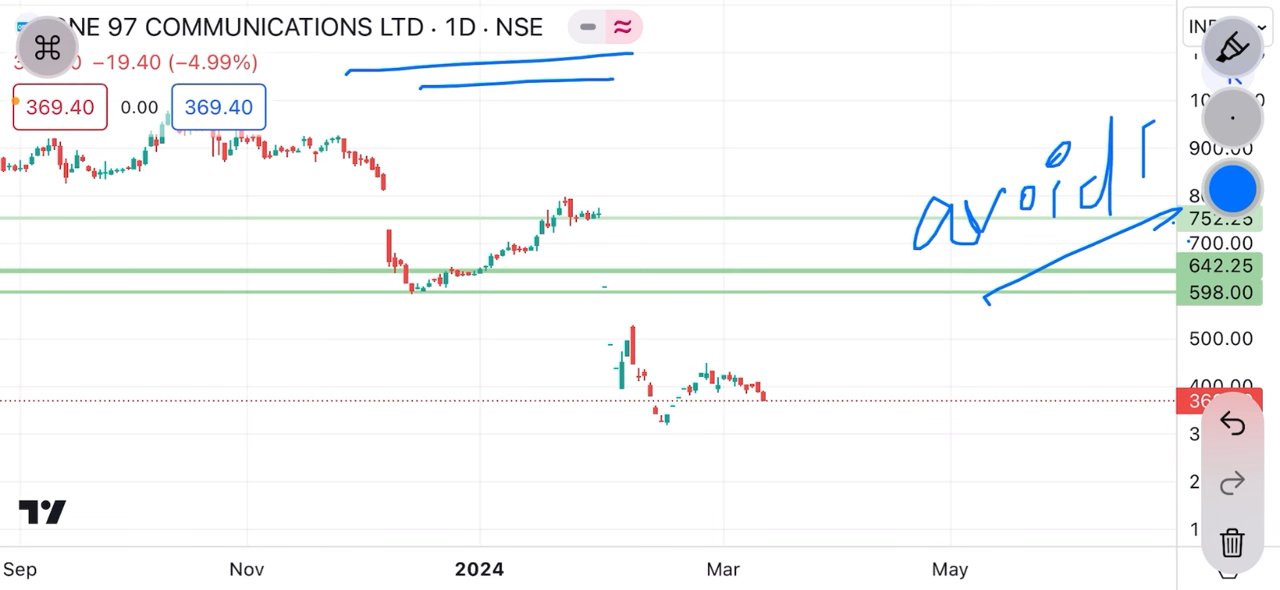 NE 97 COMMUNICATIONS LTD · 1D · NSE
−19.40 (−4.99%)
369.40 0.00 369.40
avoid
900.00
752.25
700.00
642.25
598.00
500.00
400.00
Sep Nov 2024 Mar May